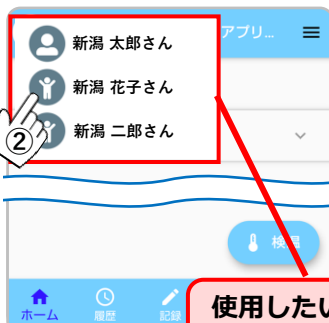 アプリ...
新潟 太郎さん
新潟 花子さん
新潟 二郎さん
②
検温
ホーム
履歴
記録
使用したい